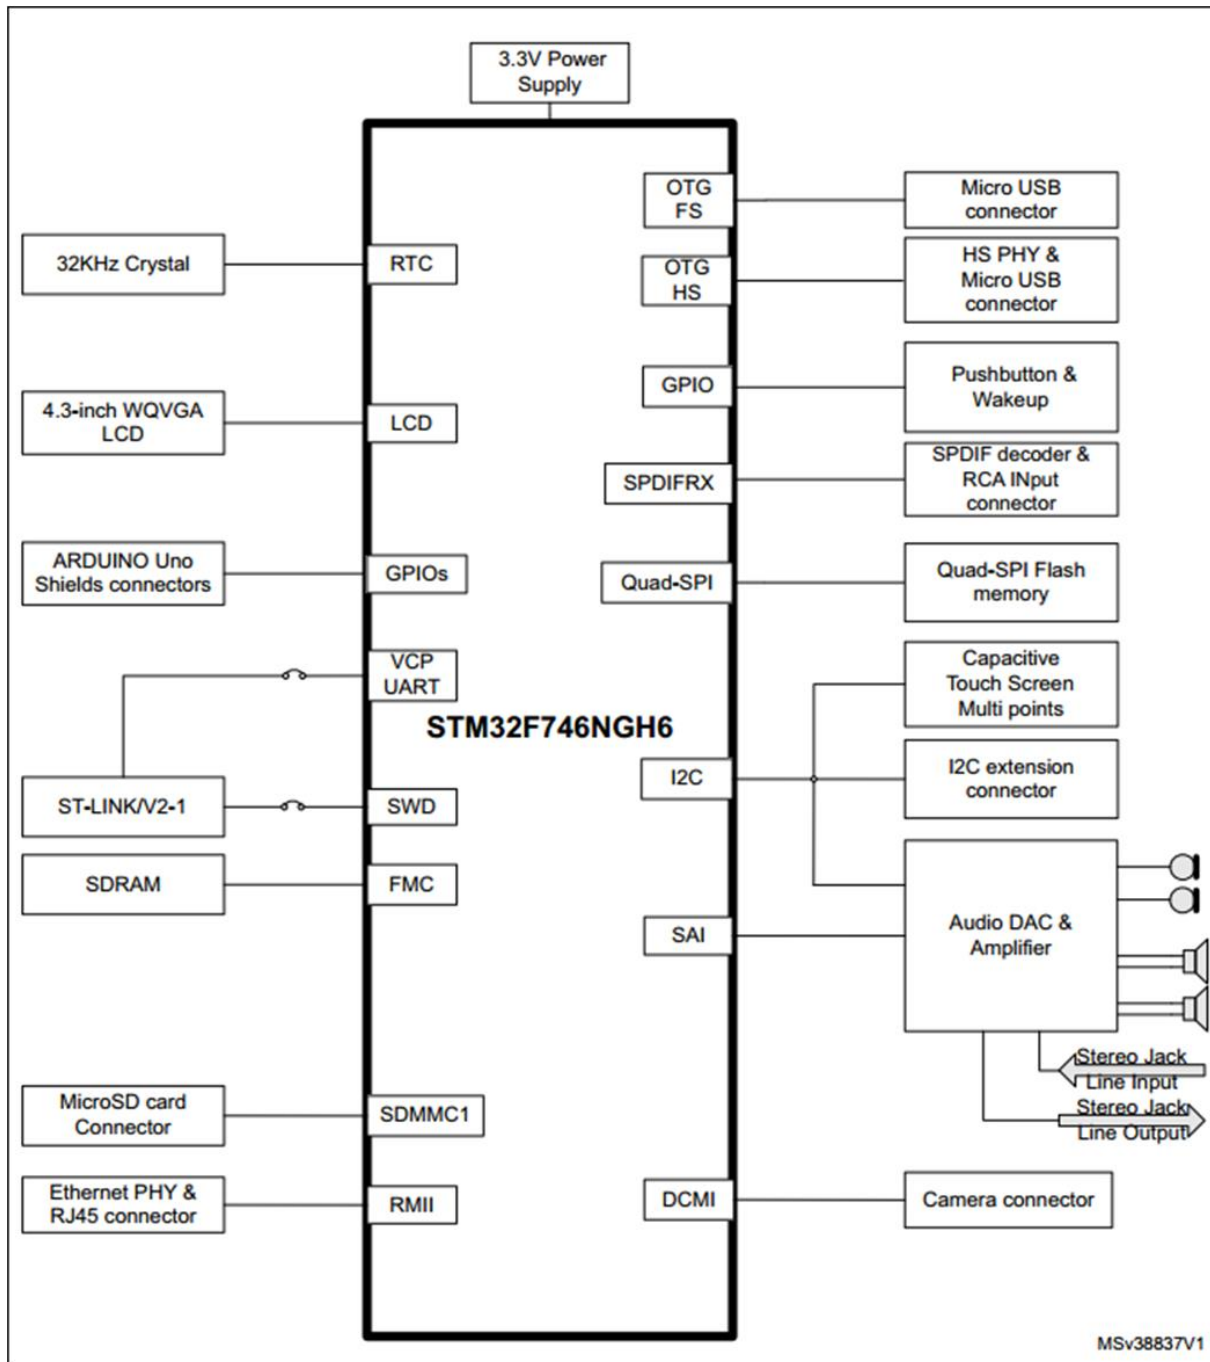 3.3V Power
Supply
OTG
FS
Micro USB
connector
32KHz Crystal
RTC
OTG
HS
HS PHY &
Micro USB
connector
GPIO
Pushbutton &
Wakeup
4.3-inch WQVGA
LCD
LCD
SPDIFRX
SPDIF decoder &
RCA INput
connector
ARDUINO Uno
Shields connectors
GPIOs
Quad-SPI
Quad-SPI Flash
memory
VCP
UART
Capacitive
Touch Screen
Multi points
STM32F746NGH6
I2C
I2C extension
connector
ST-LINK/V2-1
SWD
SDRAM
FMC
SAI
Audio DAC &
Amplifier
Stereo Jack
Line Input
Stereo Jack
Line Output
MicroSD card
Connector
SDMMC1
Ethernet PHY &
RJ45 connector
RMII
DCMI
Camera connector
MSv38837V1